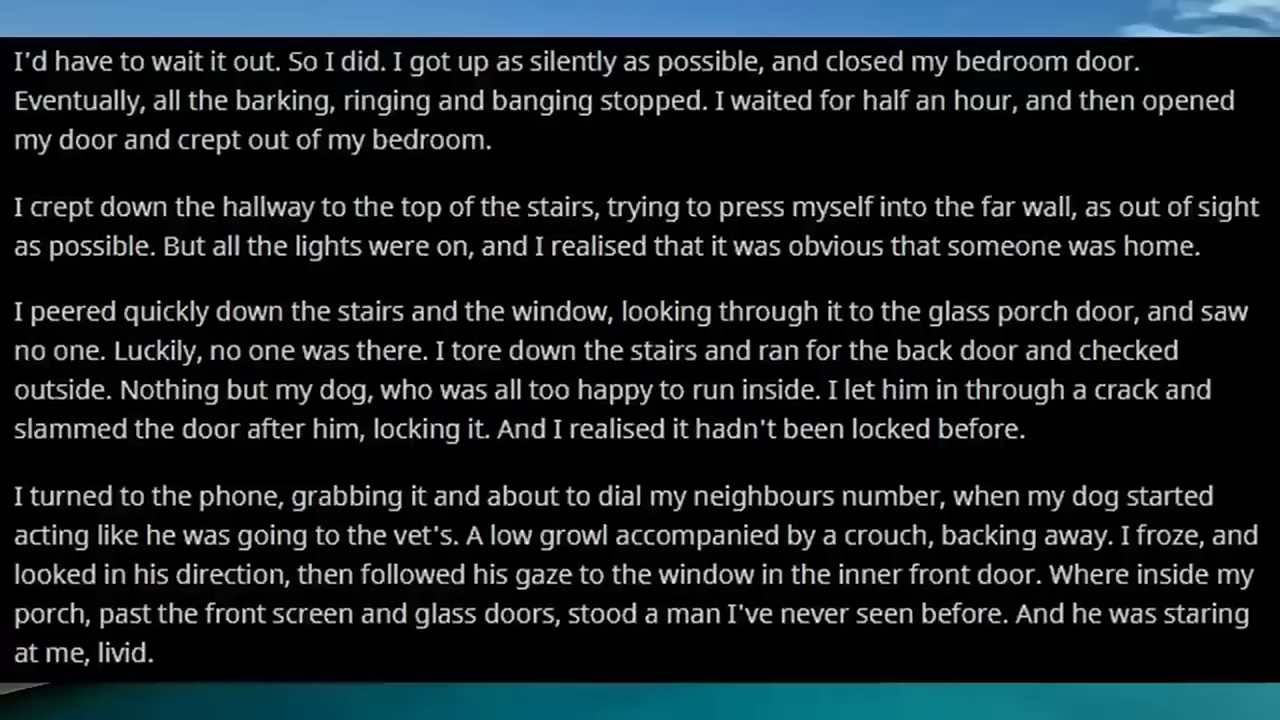 I'd have to wait it out. So I did. I got up as silently as possible, and closed my bedroom door.
Eventually, all the barking, ringing and banging stopped. I waited for half an hour, and then opened
my door and crept out of my bedroom.
I crept down the hallway to the top of the stairs, trying to press myself into the far wall, as out of sight
as possible. But all the lights were on, and I realised that it was obvious that someone was home.
I peered quickly down the stairs and the window, looking through it to the glass porch door, and saw
no one. Luckily, no one was there. I tore down the stairs and ran for the back door and checked
outside. Nothing but my dog, who was all too happy to run inside. I let him in through a crack and
slammed the door after him, locking it. And I realised it hadn't been locked before.
I turned to the phone, grabbing it and about to dial my neighbours number, when my dog started
acting like he was going to the vet's. A low growl accompanied by a crouch, backing away. I froze, and
looked in his direction, then followed his gaze to the window in the inner front door. Where inside my
porch, past the front screen and glass doors, stood a man I've never seen before. And he was staring
at me, livid.